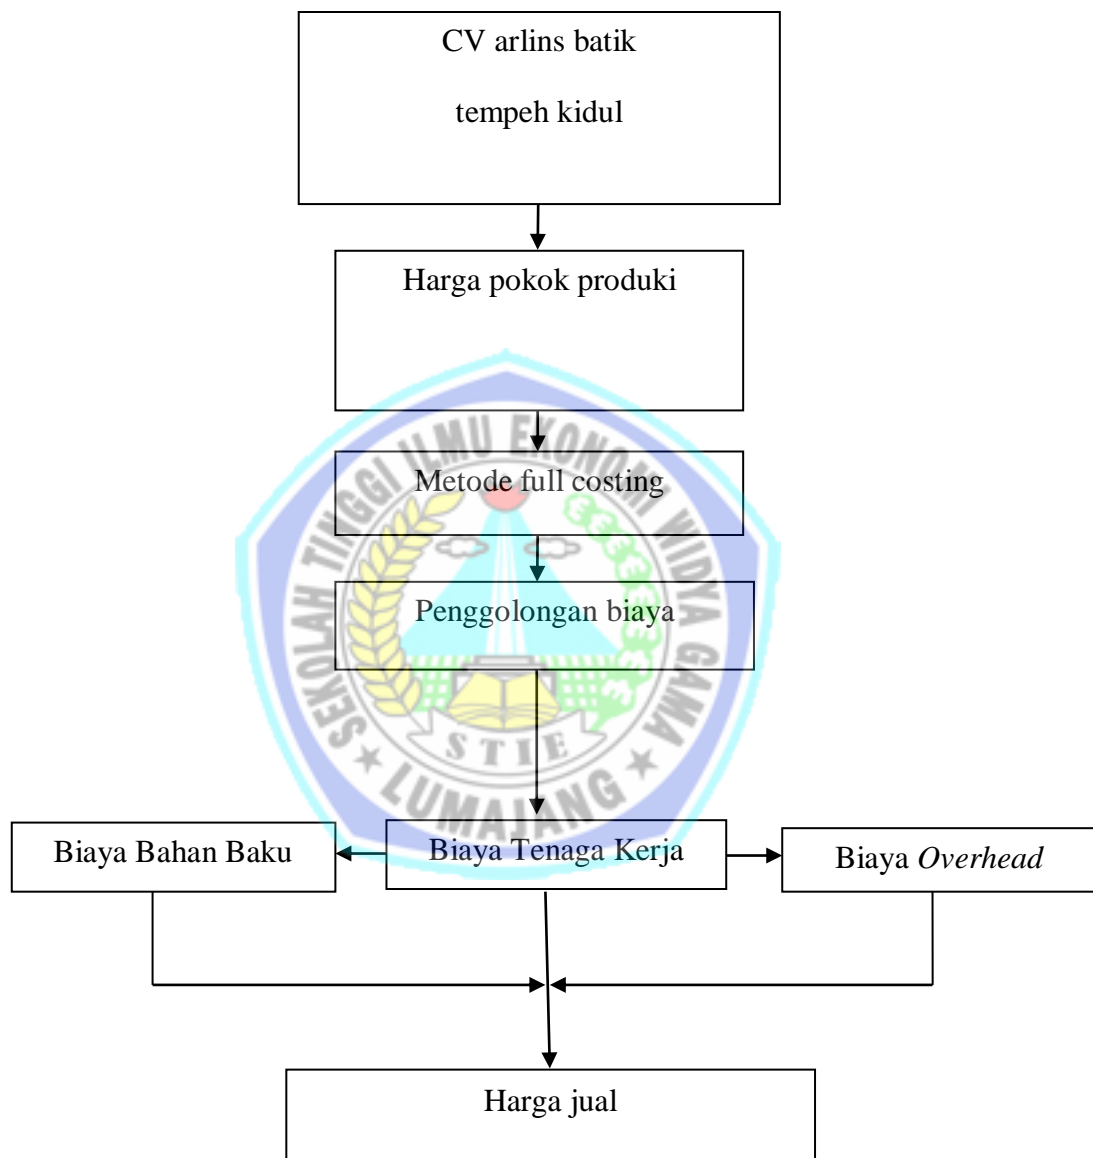 CV arlins batik
tempeh kidul
Harga pokok produki
SEKOLAH TINGGI ILMU EKONOMI WIDYA GAMA
Metode full costing
Penggolongan biaya
STIE
LUMAJANG
Biaya Bahan Baku
Biaya Tenaga Kerja
Biaya Overhead
Harga jual